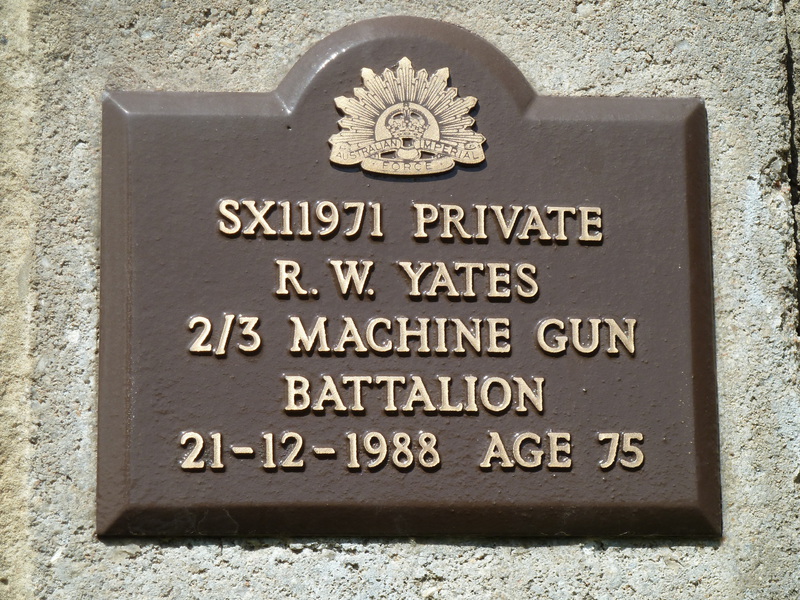 AUSTRALIAN IMPERIAL
FORCE
SX11971 PRIVATE
R. W. YATES
2/3 MACHINE GUN
BATTALION
21-12-1988 AGE 75